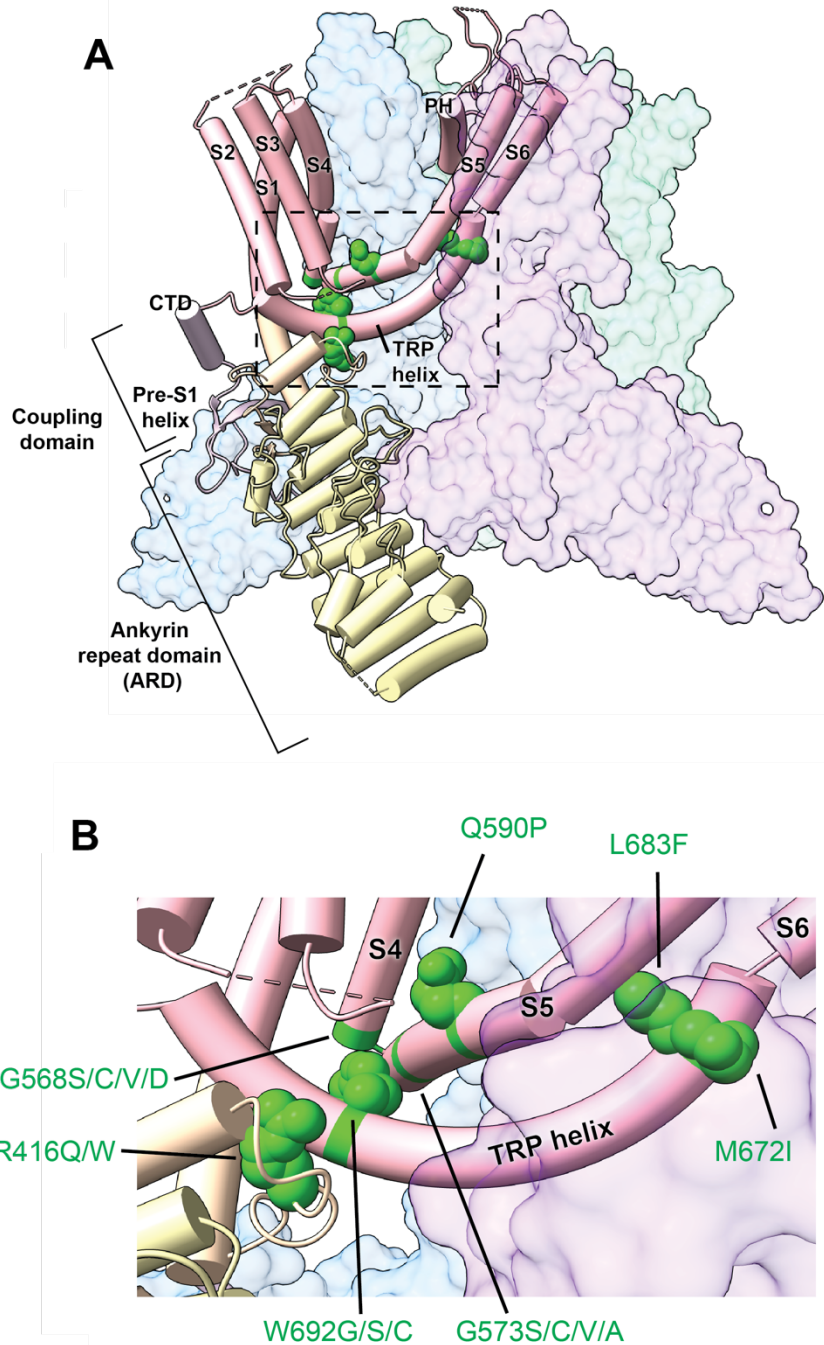 A
PH
S2
S3
S4
S1
S5
S6
CTD
TRP
helix
Pre-S1
helix
Coupling
domain
Ankyrin
repeat domain
(ARD)
B
Q590P
L683F
S4
S6
S5
G568S/C/V/D
R416Q/W
TRP helix
M672I
W692G/S/C
G573S/C/V/A